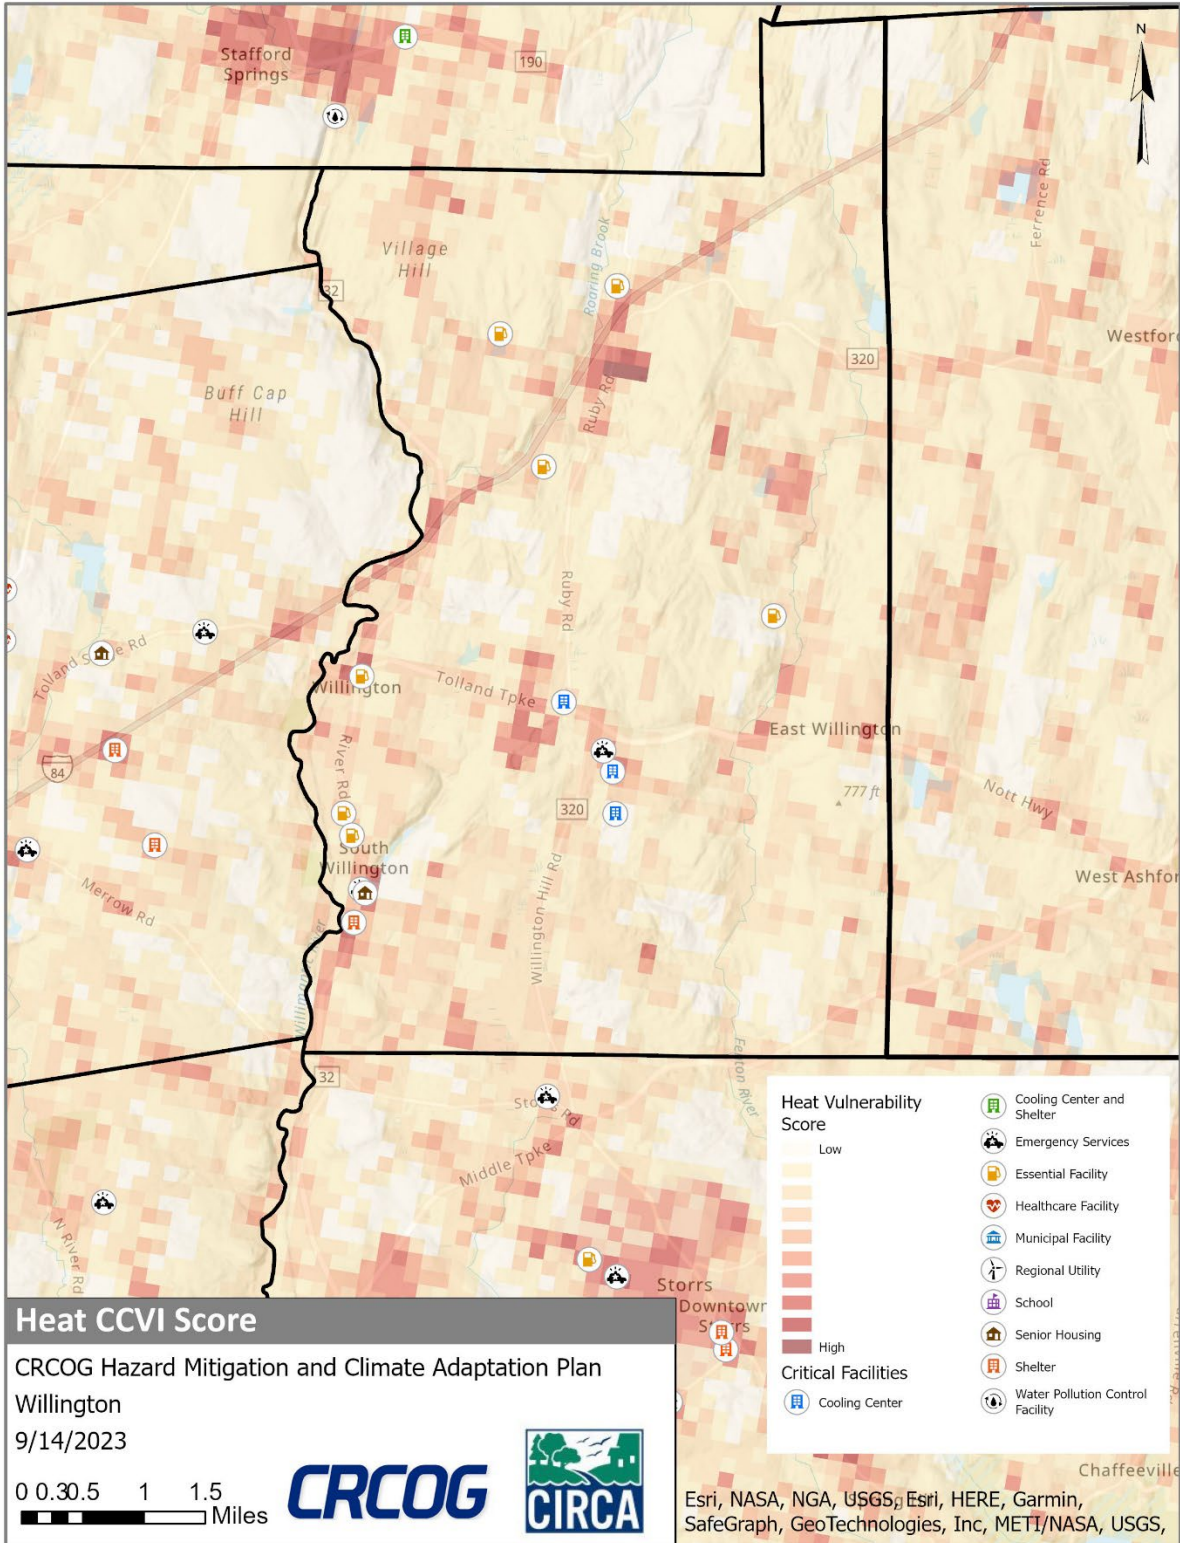 N
Stafford
Springs
190
Village
Hill
Roaring Brook
Ferrence Rd
32
Westford
320
Buff Cap
Hill
Ruby Rd
Ruby Rd
Tolland Stage Rd
Willington
Tolland Tpke
East Willington
River Rd
84
777 ft
Nott Hwy
320
South
Willington
West Ashfor
Merrow Rd
Willington Hill Rd
Fenton River
32
Storrs Rd
Middle Tpke
N River Rd
Storrs
Downtown
Storrs
Chaffeeville
Heat Vulnerability
Score
Low
High
Critical Facilities
Cooling Center
Cooling Center and
Shelter
Emergency Services
Essential Facility
Healthcare Facility
Municipal Facility
Regional Utility
School
Senior Housing
Shelter
Water Pollution Control
Facility
Heat CCVI Score
CRCOG Hazard Mitigation and Climate Adaptation Plan
Willington
9/14/2023
0 0.3 0.5 1 1.5
Miles
CRCOG
CIRCA
Esri, NASA, NGA, USGS, Esri, HERE, Garmin,
SafeGraph, GeoTechnologies, Inc, METI/NASA, USGS,